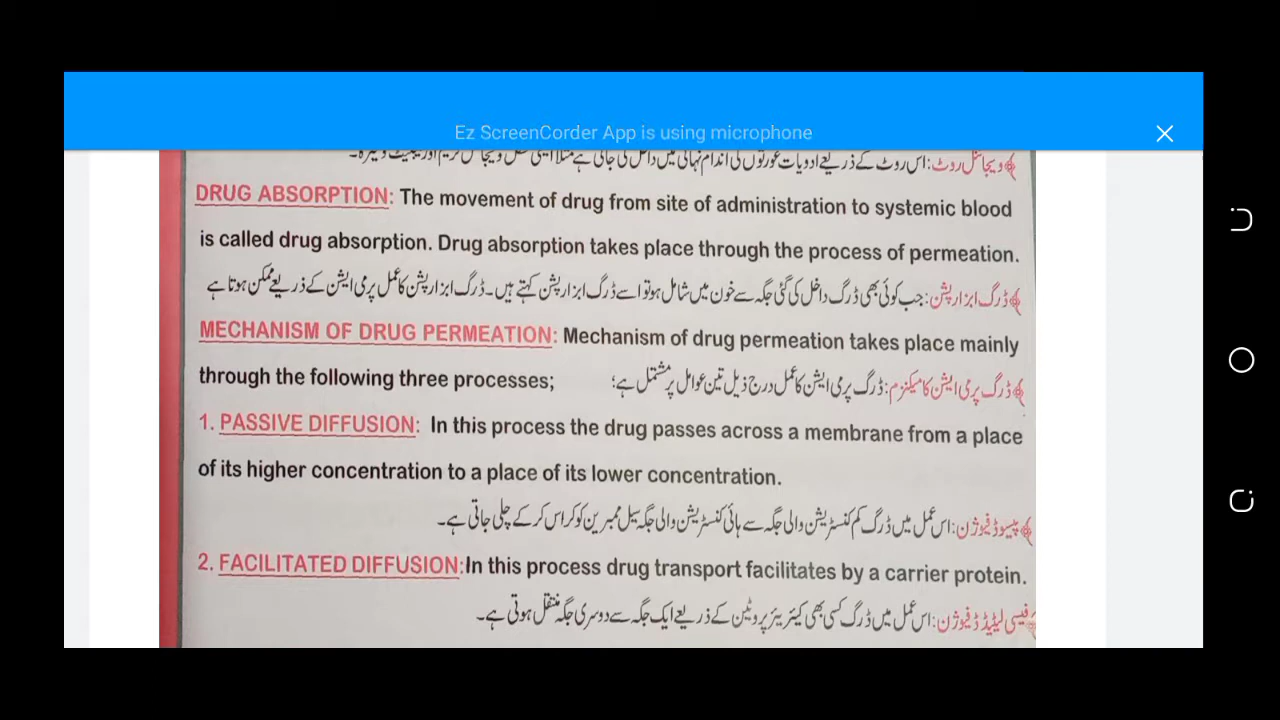 Ez ScreenCorder App is using microphone
ویجائنل روٹ: اس روٹ کے ذریعے ادویات عورتوں کی اندام نہانی میں داخل کی جاتی ہے مثلاً
DRUG ABSORPTION: The movement of drug from site of administration to systemic blood
is called drug absorption. Drug absorption takes place through the process of permeation.
ڈرگ ابزارپشن: جب کوئی بھی ڈرگ داخل کی گئی جگہ سے خون میں شامل ہو تو اسے ڈرگ ابزارپشن کہتے ہیں۔ ڈرگ ابزارپشن کا عمل پرمی ایشن کے ذریعے ممکن ہوتا ہے
MECHANISM OF DRUG PERMEATION: Mechanism of drug permeation takes place mainly
through the following three processes; ڈرگ پرمی ایشن کا میکنزم: ڈرگ پرمی ایشن کا عمل درج ذیل تین عوامل پر مشتمل ہے؛
1. PASSIVE DIFFUSION: In this process the drug passes across a membrane from a place
of its higher concentration to a place of its lower concentration.
پیسوڈفیوژن: اس عمل میں ڈرگ کم کنسٹریشن والی جگہ سے ہائی کنسٹریشن والی جگہ سیل ممبرین کو کراس کر کے چلی جاتی ہے۔
2. FACILITATED DIFFUSION:In this process drug transport facilitates by a carrier protein.
فیسی لیٹیڈ ڈفیوژن: اس عمل میں ڈرگ کسی بھی کیئریئر پروٹین کے ذریعے ایک جگہ سے دوسری جگہ منتقل ہوتی ہے۔